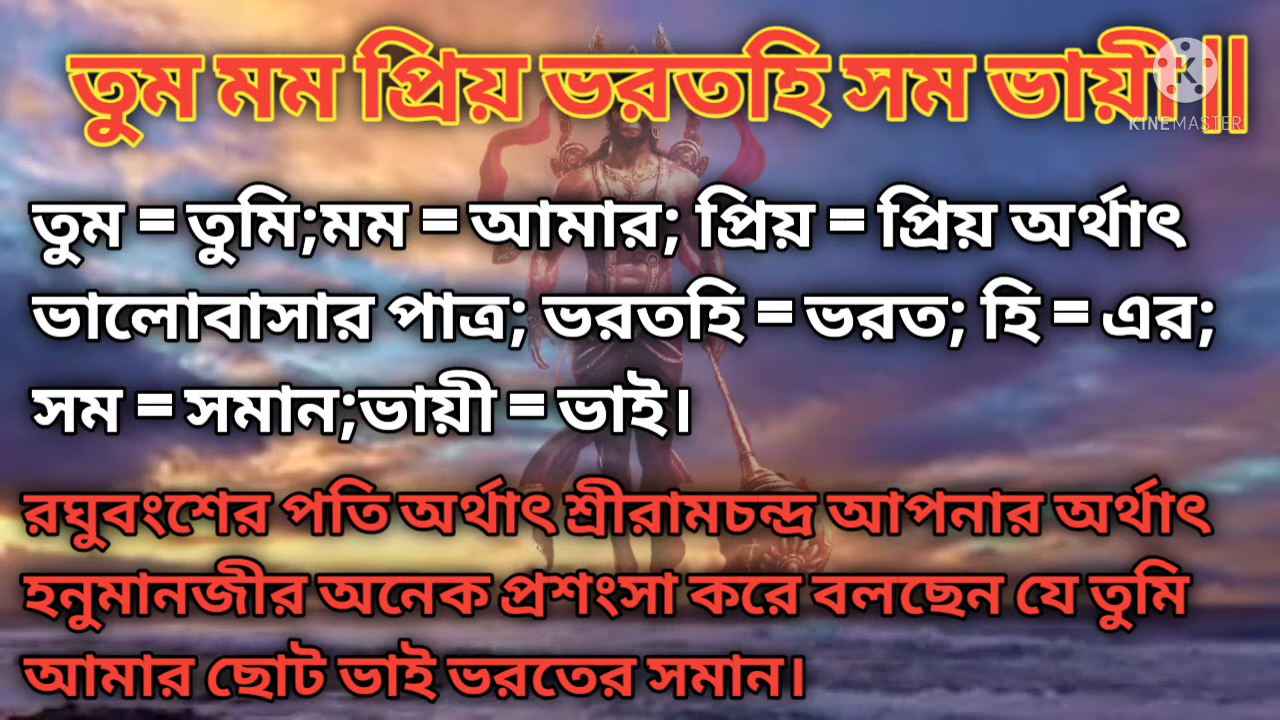 তুম মম প্রিয় ভরতহি সম ভায়ী।।
KINEMASTER
তুম = তুমি;মম = আমার; প্রিয় = প্রিয় অর্থাৎ
ভালোবাসার পাত্র; ভরতহি = ভরত; হি = এর;
সম = সমান;ভায়ী = ভাই।
রঘুবংশের পতি অর্থাৎ শ্রীরামচন্দ্র আপনার অর্থাৎ
হনুমানজীর অনেক প্রশংসা করে বলছেন যে তুমি
আমার ছোট ভাই ভরতের সমান।